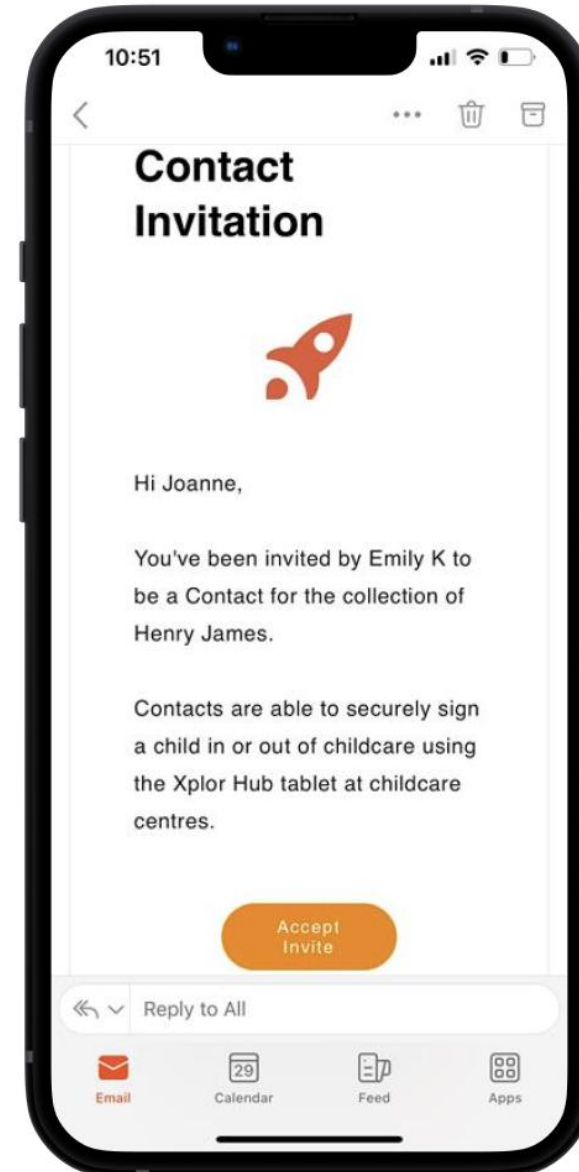 10:51
Contact
Invitation
Hi Joanne,
You've been invited by Emily K to
be a Contact for the collection of
Henry James.
Contacts are able to securely sign
a child in or out of childcare using
the Xplor Hub tablet at childcare
centres.
Accept
Invite
Reply to All
29
Email Calendar Feed Apps